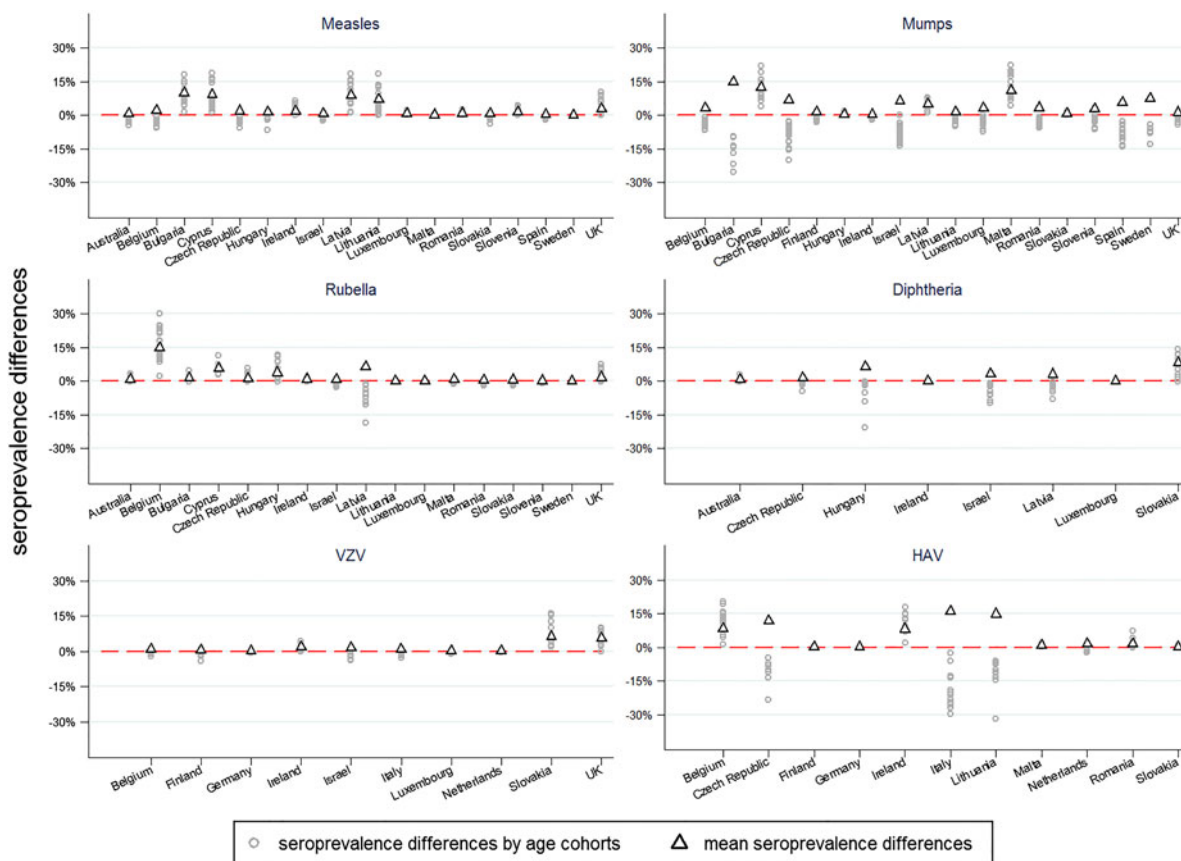 seroprevalence differences
Measles
30%
15%
0%
-15%
-30%
Australia
Belgium
Bulgaria
Cyprus
Czech Republic
Hungary
Ireland
Israel
Latvia
Lithuania
Luxembourg
Malta
Romania
Slovakia
Slovenia
Spain
Sweden
UK
Mumps
30%
15%
0%
-15%
-30%
Belgium
Bulgaria
Cyprus
Czech Republic
Finland
Hungary
Ireland
Israel
Latvia
Lithuania
Luxembourg
Malta
Romania
Slovakia
Slovenia
Spain
Sweden
UK
Rubella
30%
15%
0%
-15%
-30%
Australia
Belgium
Bulgaria
Cyprus
Czech Republic
Hungary
Ireland
Israel
Latvia
Lithuania
Luxembourg
Malta
Romania
Slovakia
Slovenia
Sweden
UK
Diphtheria
30%
15%
0%
-15%
-30%
Australia
Czech Republic
Hungary
Ireland
Israel
Latvia
Luxembourg
Slovakia
VZV
30%
15%
0%
-15%
-30%
Belgium
Finland
Germany
Ireland
Israel
Italy
Luxembourg
Netherlands
Slovakia
UK
HAV
30%
15%
0%
-15%
-30%
Belgium
Czech Republic
Finland
Germany
Ireland
Italy
Lithuania
Malta
Netherlands
Romania
Slovakia
seroprevalence differences by age cohorts
mean seroprevalence differences